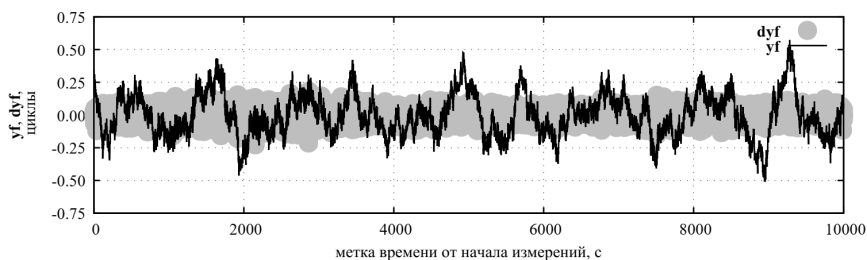 0.75
0.50
0.25
0.00
-0.25
-0.50
-0.75
yf, dyf,
циклы
dyf
yf
0 2000 4000 6000 8000 10000
метка времени от начала измерений, с